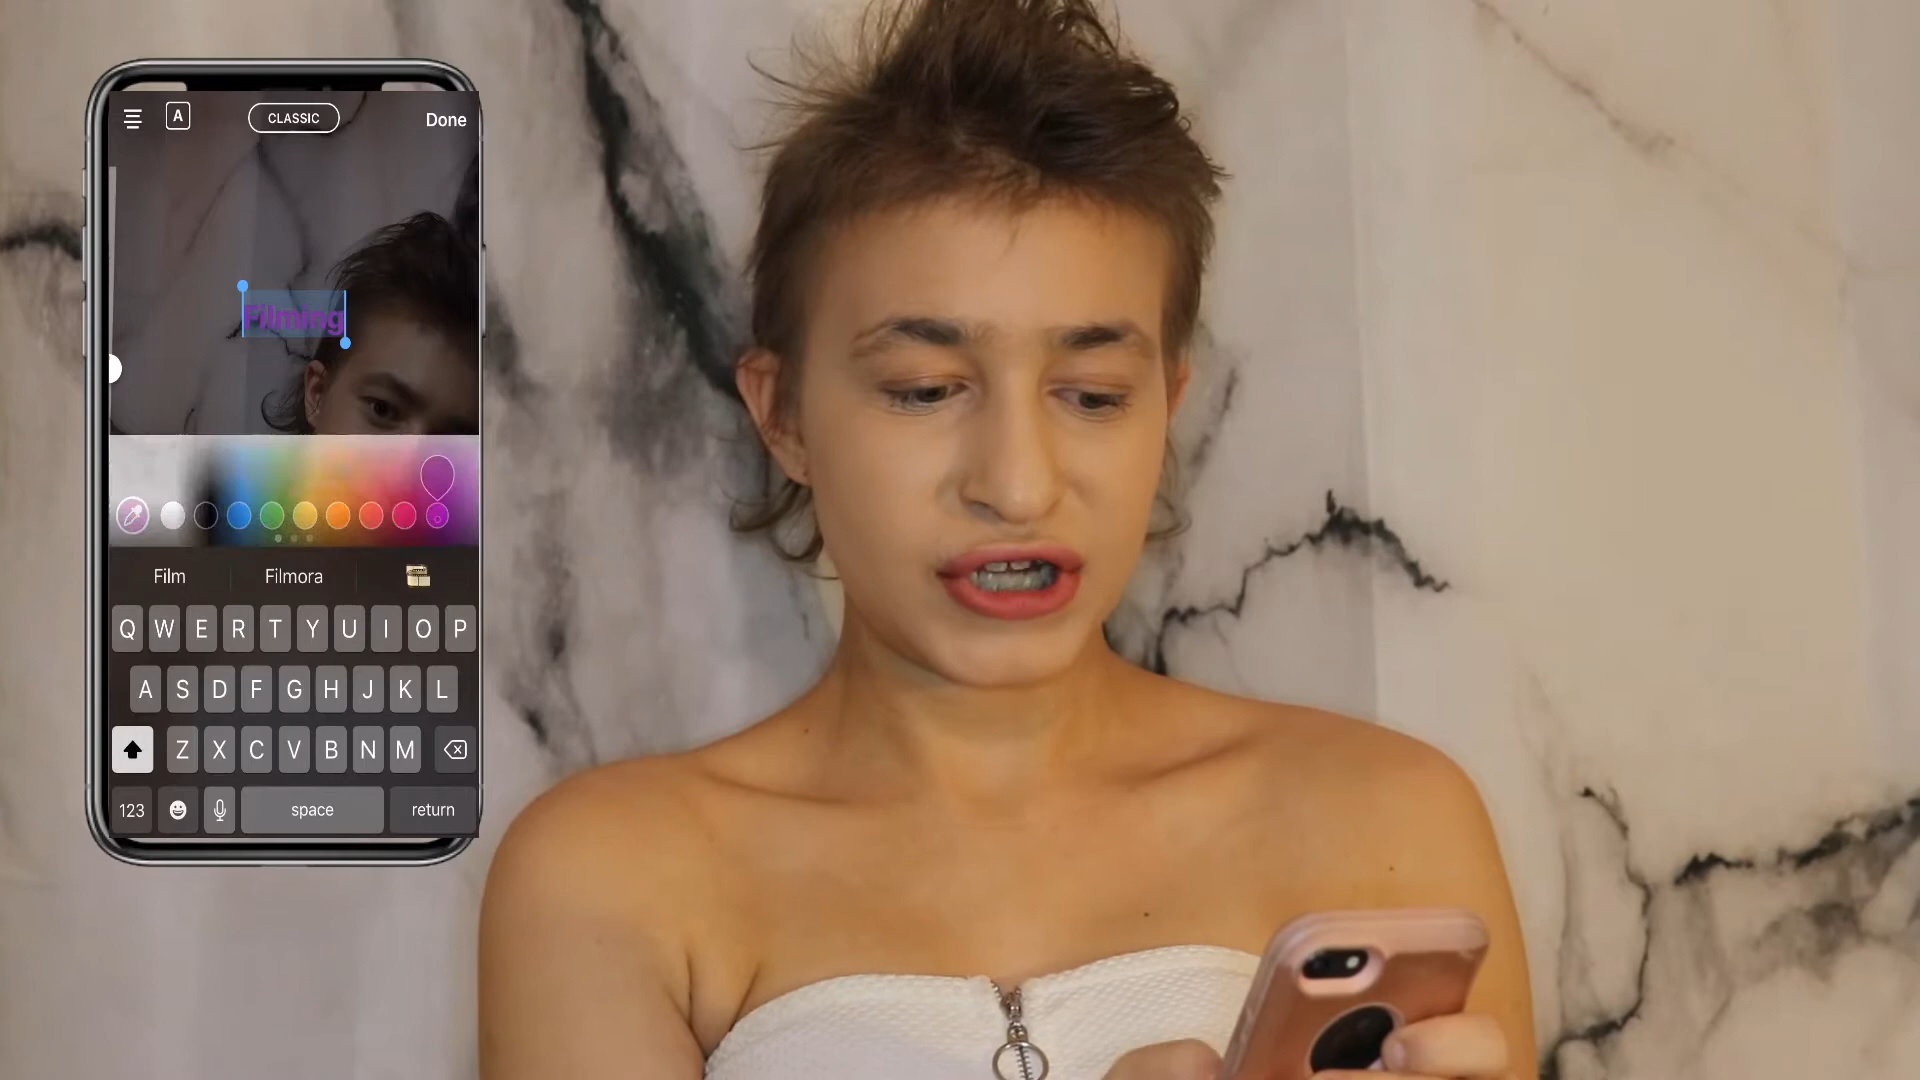 A CLASSIC Done
Filming
Film Filmora
Q W E R T Y U I O P
A S D F G H J K L
Z X C V B N M
123 space return